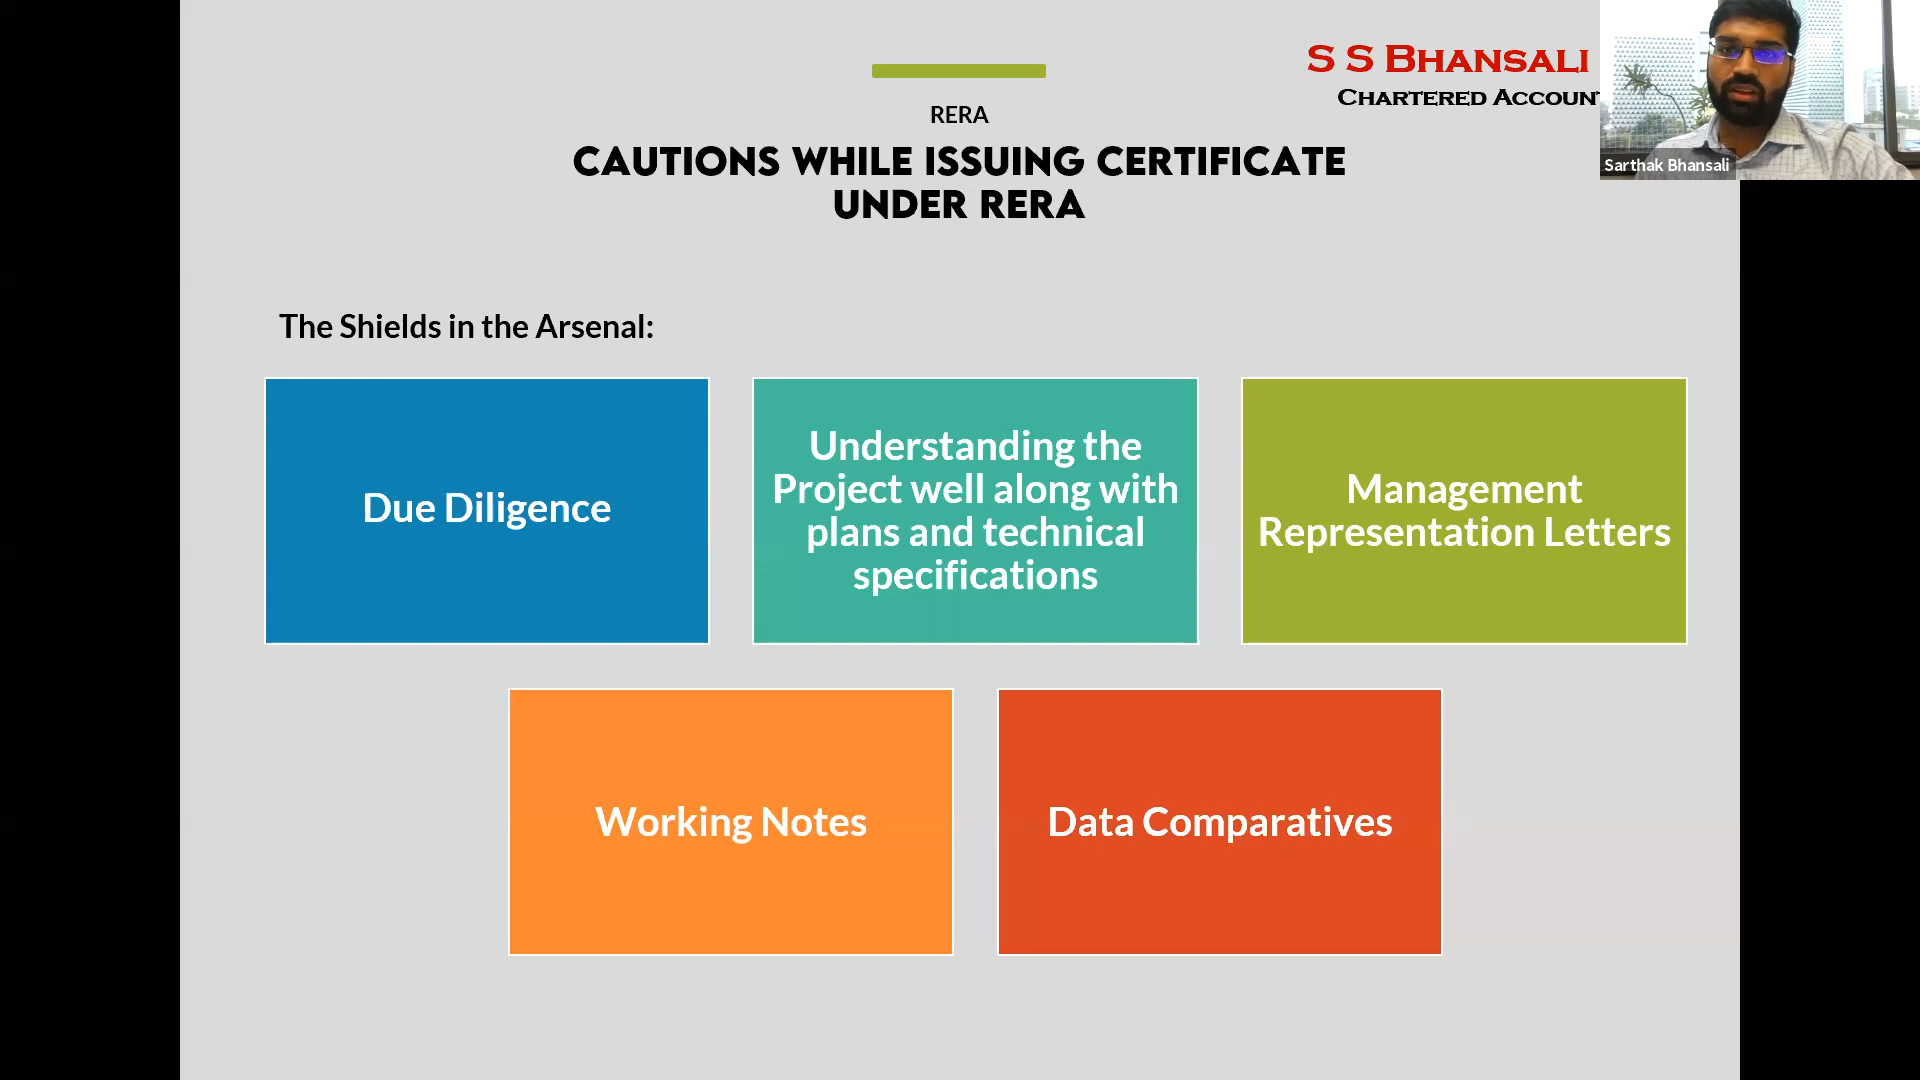 S S BHANSALI
CHARTERED
RERA
CAUTIONS WHILE ISSUING CERTIFICATE
UNDER RERA
Sarthak Bhansali
The Shields in the Arsenal:
Due Diligence
Understanding the
Project well along with
plans and technical
specifications
Management
Representation Letters
Working Notes
Data Comparatives